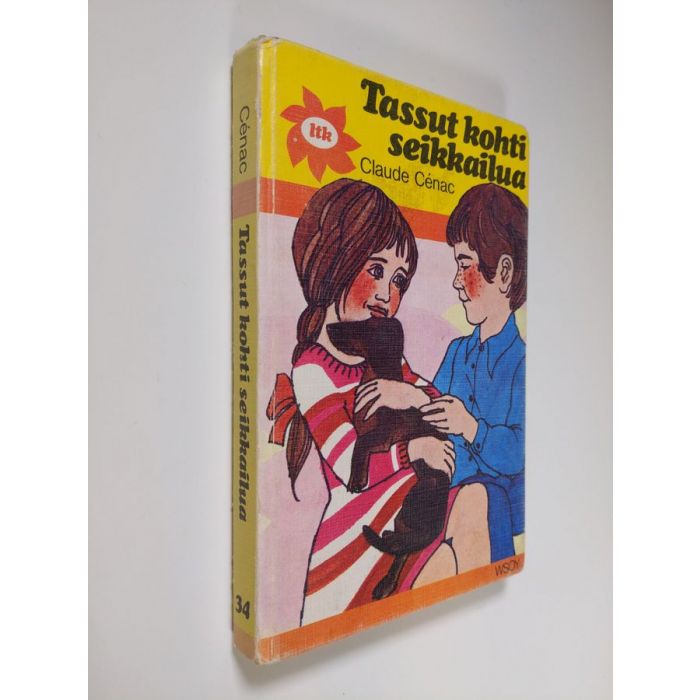 Cénac
Tassut kohti seikkailua
34
ltk
Tassut kohti
seikkailua
Claude Cénac
WSOY